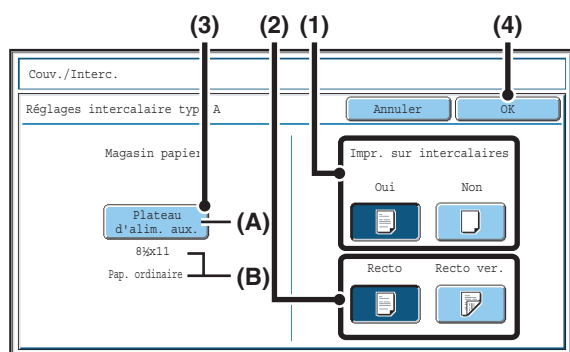 (3) (2) (1) (4)
Couv./Interc.
Réglages intercalaire type A
Annuler
OK
Magasin papier
Impr. sur intercalaires
Oui Non
Plateau
d'alim. aux.
(A)
8½x11
Pap. ordinaire
(B)
Recto Recto ver.